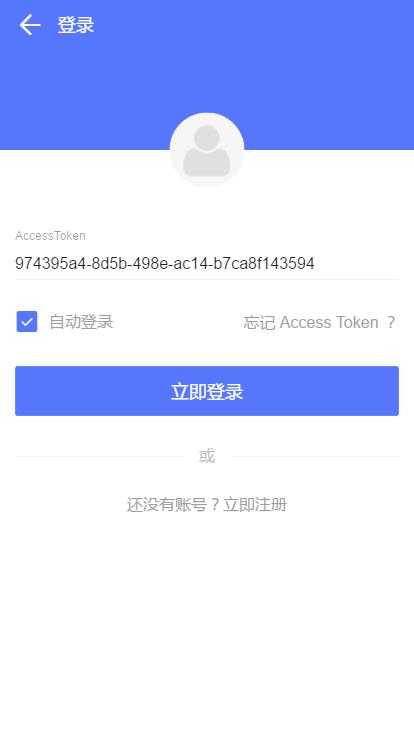 登录
AccessToken
974395a4-8d5b-498e-ac14-b7ca8f143594
自动登录 忘记 Access Token ？
立即登录
或
还没有账号？立即注册